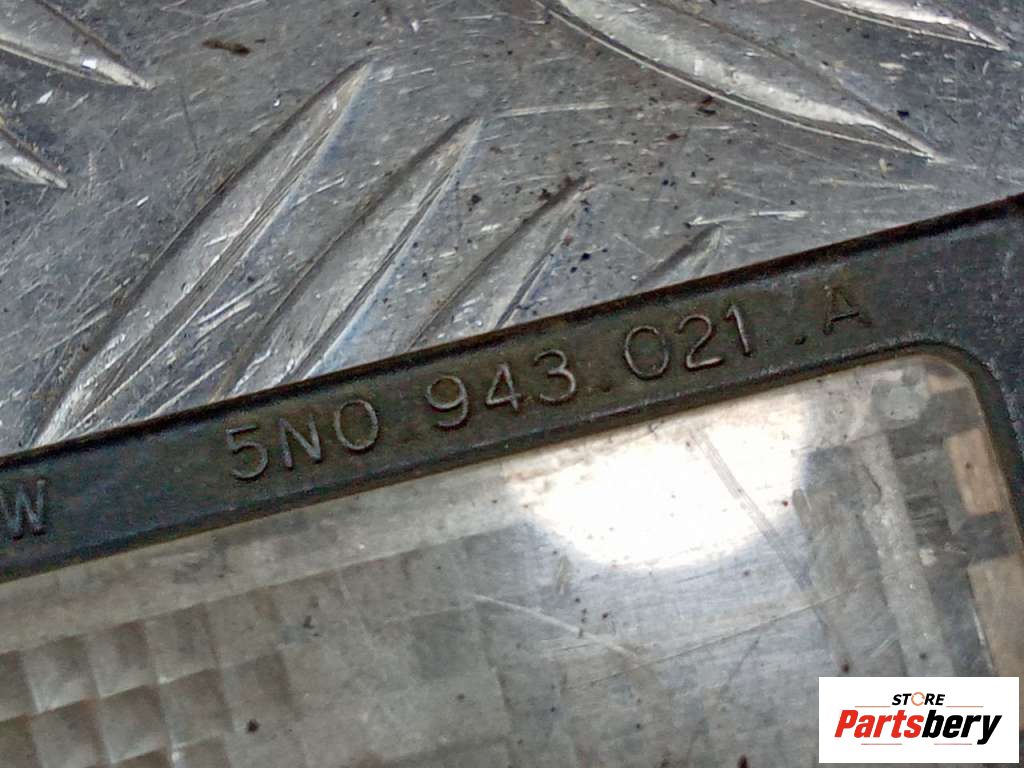 W 5N0 943 021 A
STORE
Partsbery